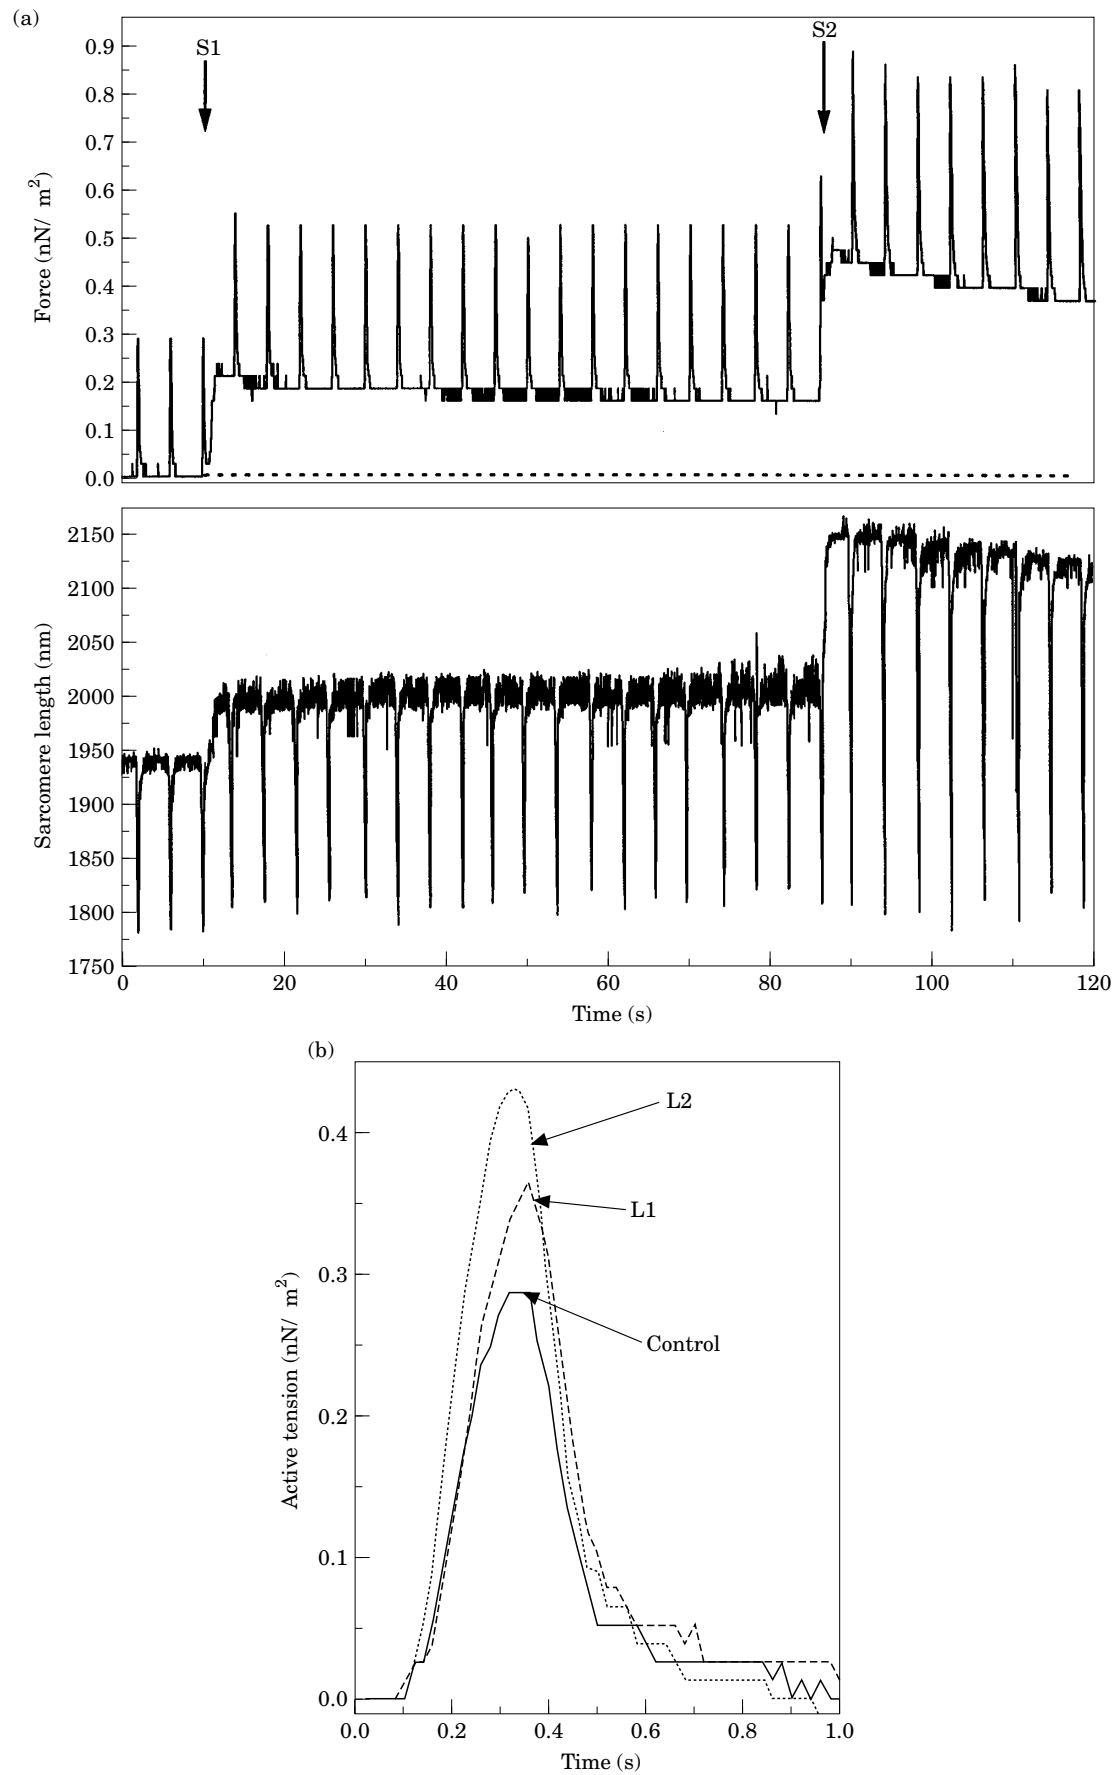 (a)
S1
S2
0.9
0.8
0.7
0.6
0.5
0.4
0.3
0.2
0.1
0.0
Force (nN/ m²)
2150
2100
2050
2000
1950
1900
1850
1800
1750
Sarcomere length (nm)
0 20 40 60 80 100 120
Time (s)
(b)
L2
L1
Control
0.4
0.3
0.2
0.1
0.0
Active tension (nN/ m²)
0.0 0.2 0.4 0.6 0.8 1.0
Time (s)